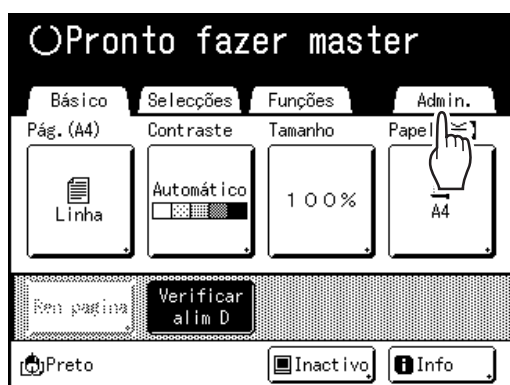 Pronto fazer master
Básico Selecções Funções Admin.
Pág.(A4) Contraste Tamanho Papel
Linha
Automático
100%
A4
Ren pagina
Verificar
alim D
Preto Inactivo Info